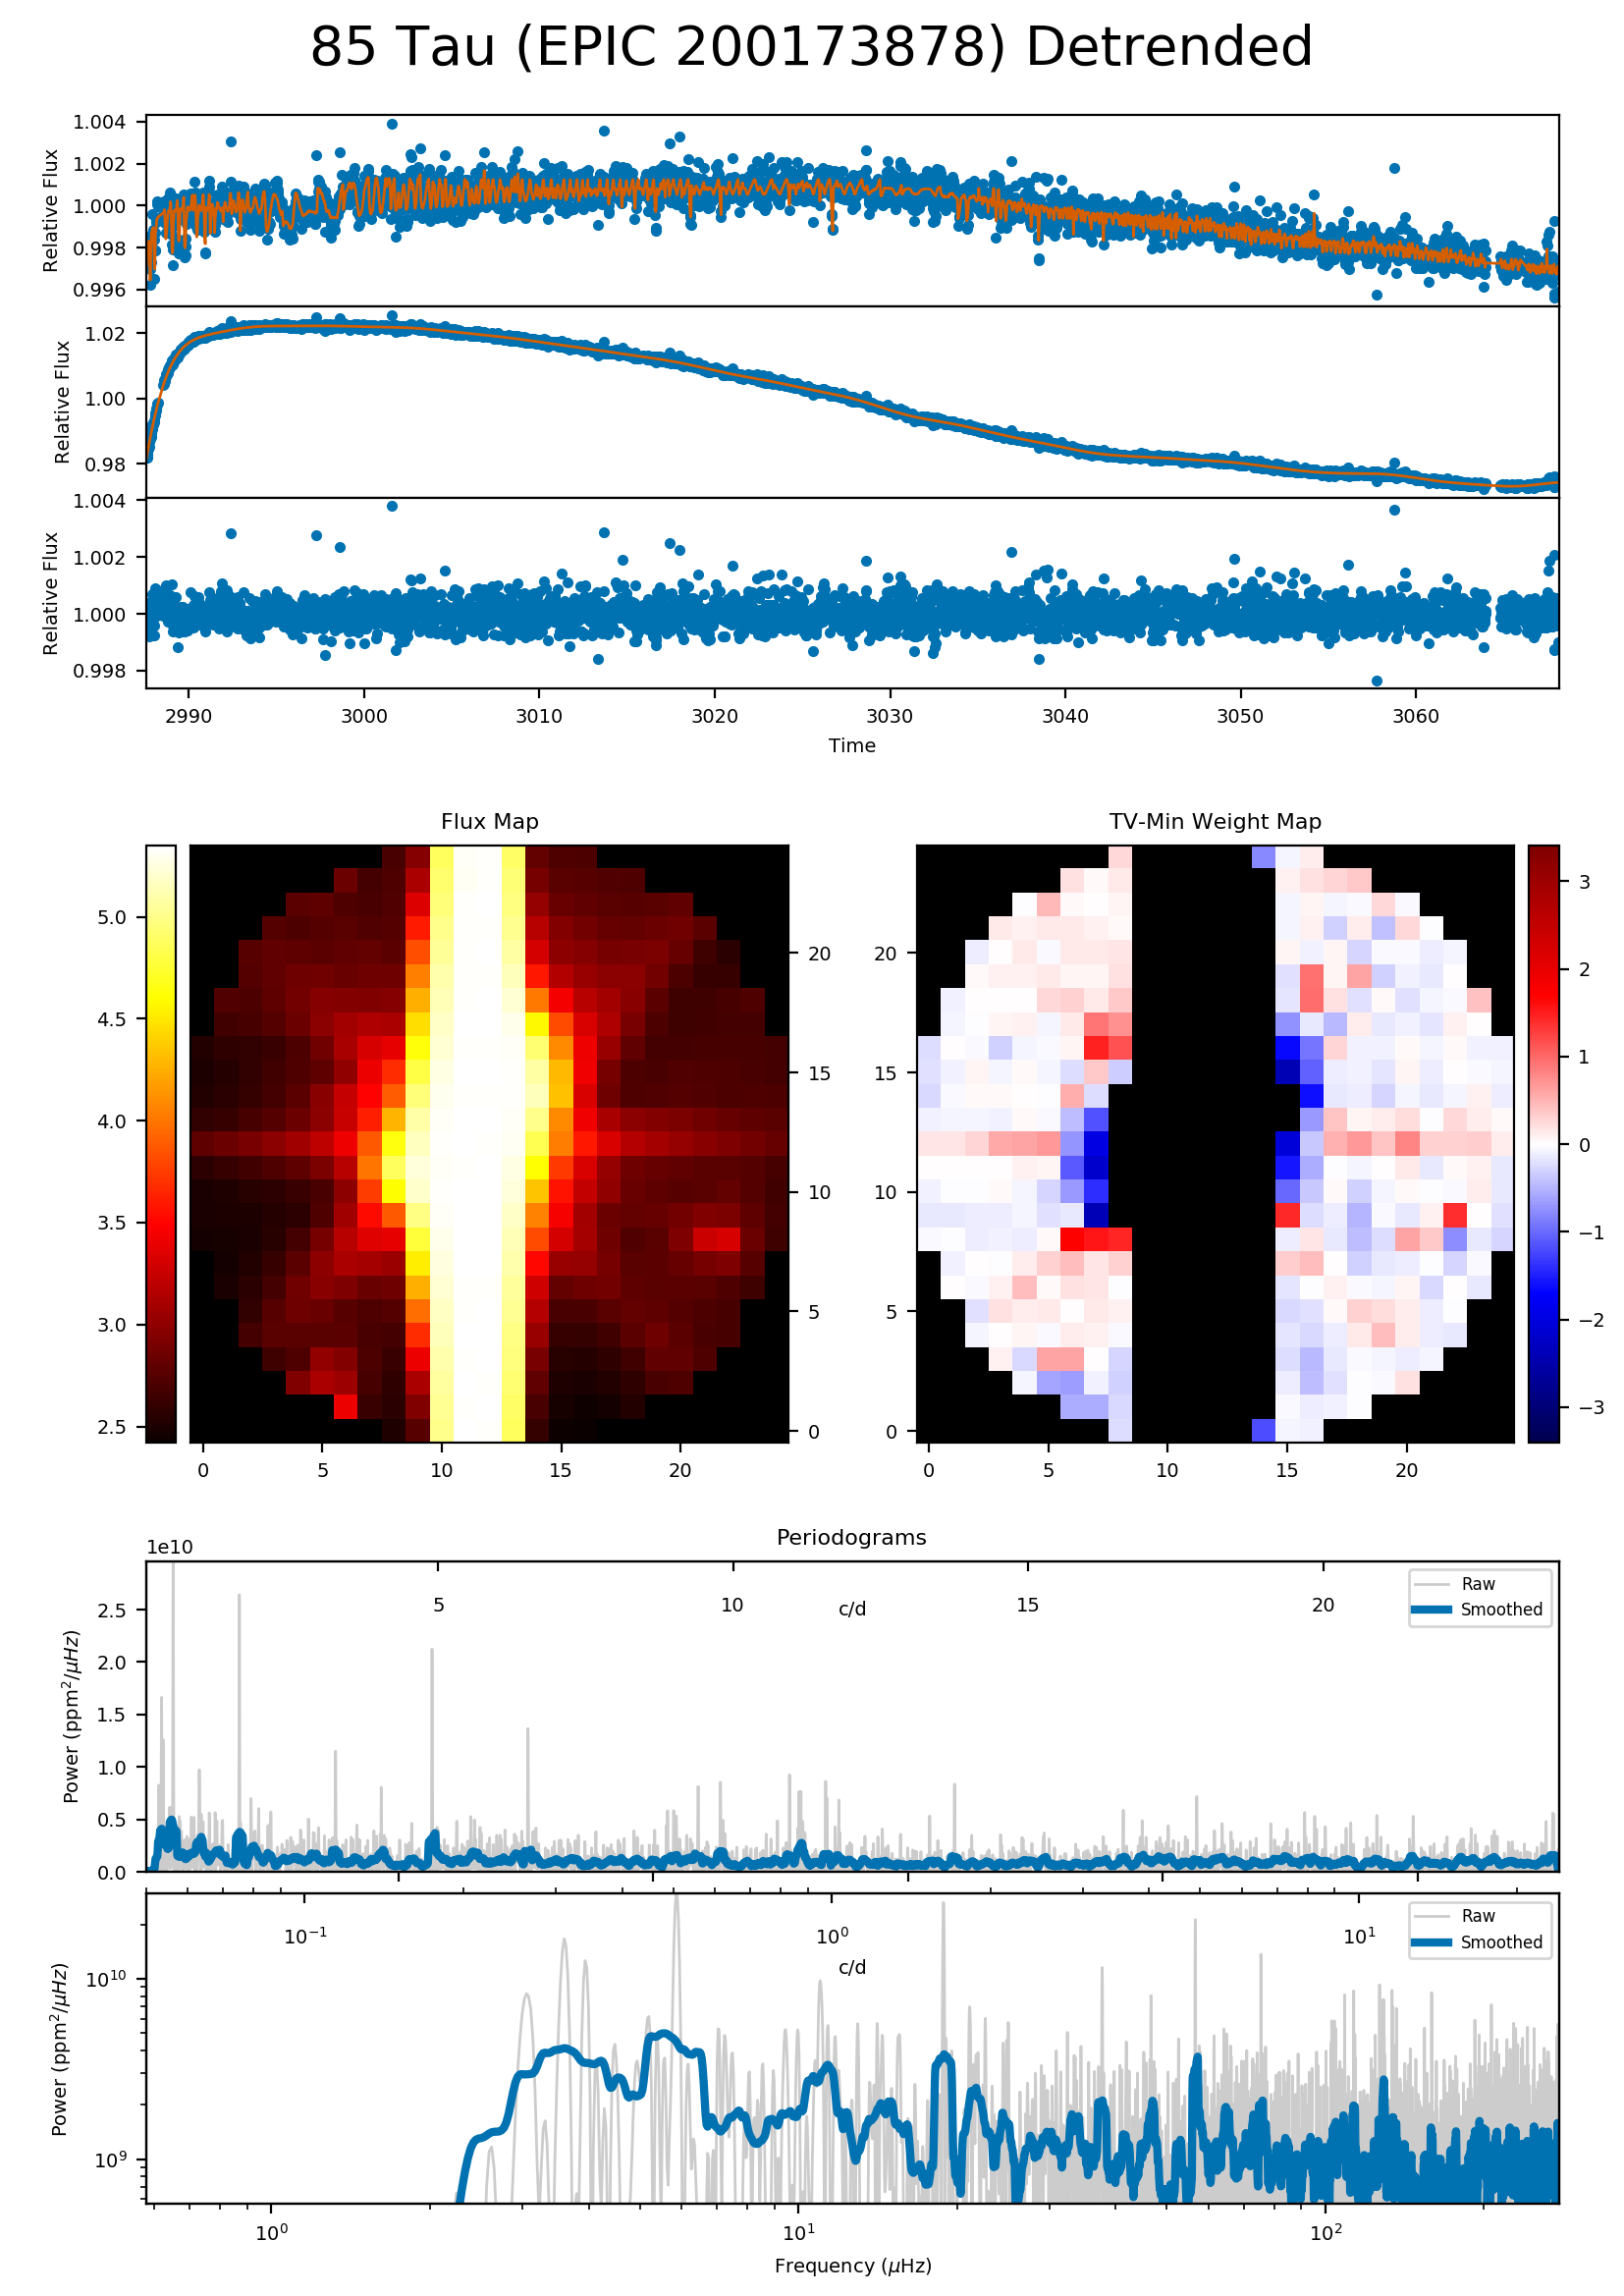 85 Tau (EPIC 200173878) Detrended
1.004
1.002
1.000
0.998
0.996
Relative Flux
1.02
1.00
0.98
Relative Flux
1.004
1.002
1.000
0.998
Relative Flux
2990 3000 3010 3020 3030 3040 3050 3060
Time
Flux Map
5.0
4.5
4.0
3.5
3.0
2.5
20
15
10
5
0
0 5 10 15 20
TV-Min Weight Map
20
15
10
5
0
0 5 10 15 20
3
2
1
0
−1
−2
−3
Periodograms
1e10
2.5
2.0
1.5
1.0
0.5
0.0
Power (ppm²/μHz)
5 10 15 20
c/d
Raw
Smoothed
10¹⁰
10⁹
Power (ppm²/μHz)
10⁻¹ 10⁰ 10¹
c/d
Raw
Smoothed
10⁰ 10¹ 10²
Frequency (μHz)